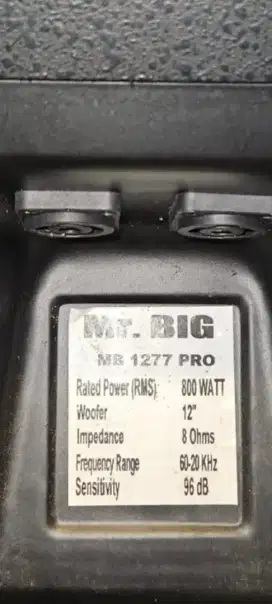 Mr. BIG
MB 1277 PRO
Rated Power (RMS): 800 WATT
Woofer 12"
Impedance 8 Ohms
Frequency Range 60-20 KHz
Sensitivity 96 dB